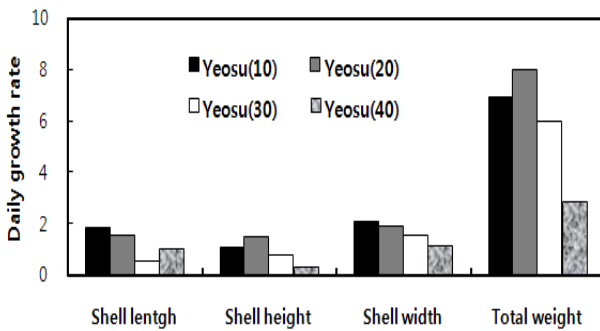 10
8
6
4
2
0
Daily growth rate
Yeosu(10) Yeosu(20)
Yeosu(30) Yeosu(40)
Shell lentgh Shell height Shell width Total weight